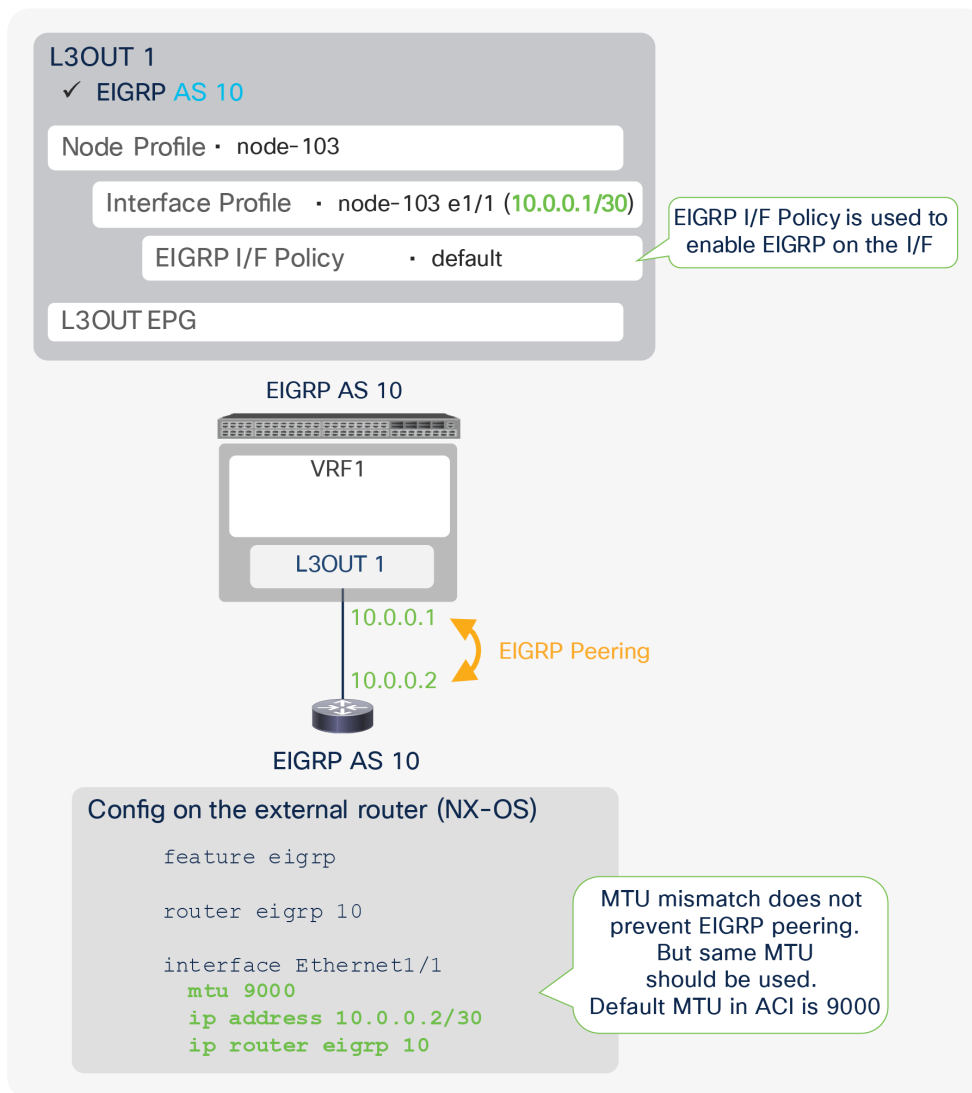 L3OUT 1
✓ EIGRP AS 10
Node Profile · node-103
Interface Profile · node-103 e1/1 (10.0.0.1/30)
EIGRP I/F Policy · default
EIGRP I/F Policy is used to
enable EIGRP on the I/F
L3OUT EPG
EIGRP AS 10
VRF1
L3OUT 1
10.0.0.1
EIGRP Peering
10.0.0.2
EIGRP AS 10
Config on the external router (NX-OS)
feature eigrp
router eigrp 10
interface Ethernet1/1
mtu 9000
ip address 10.0.0.2/30
ip router eigrp 10
MTU mismatch does not
prevent EIGRP peering.
But same MTU
should be used.
Default MTU in ACI is 9000